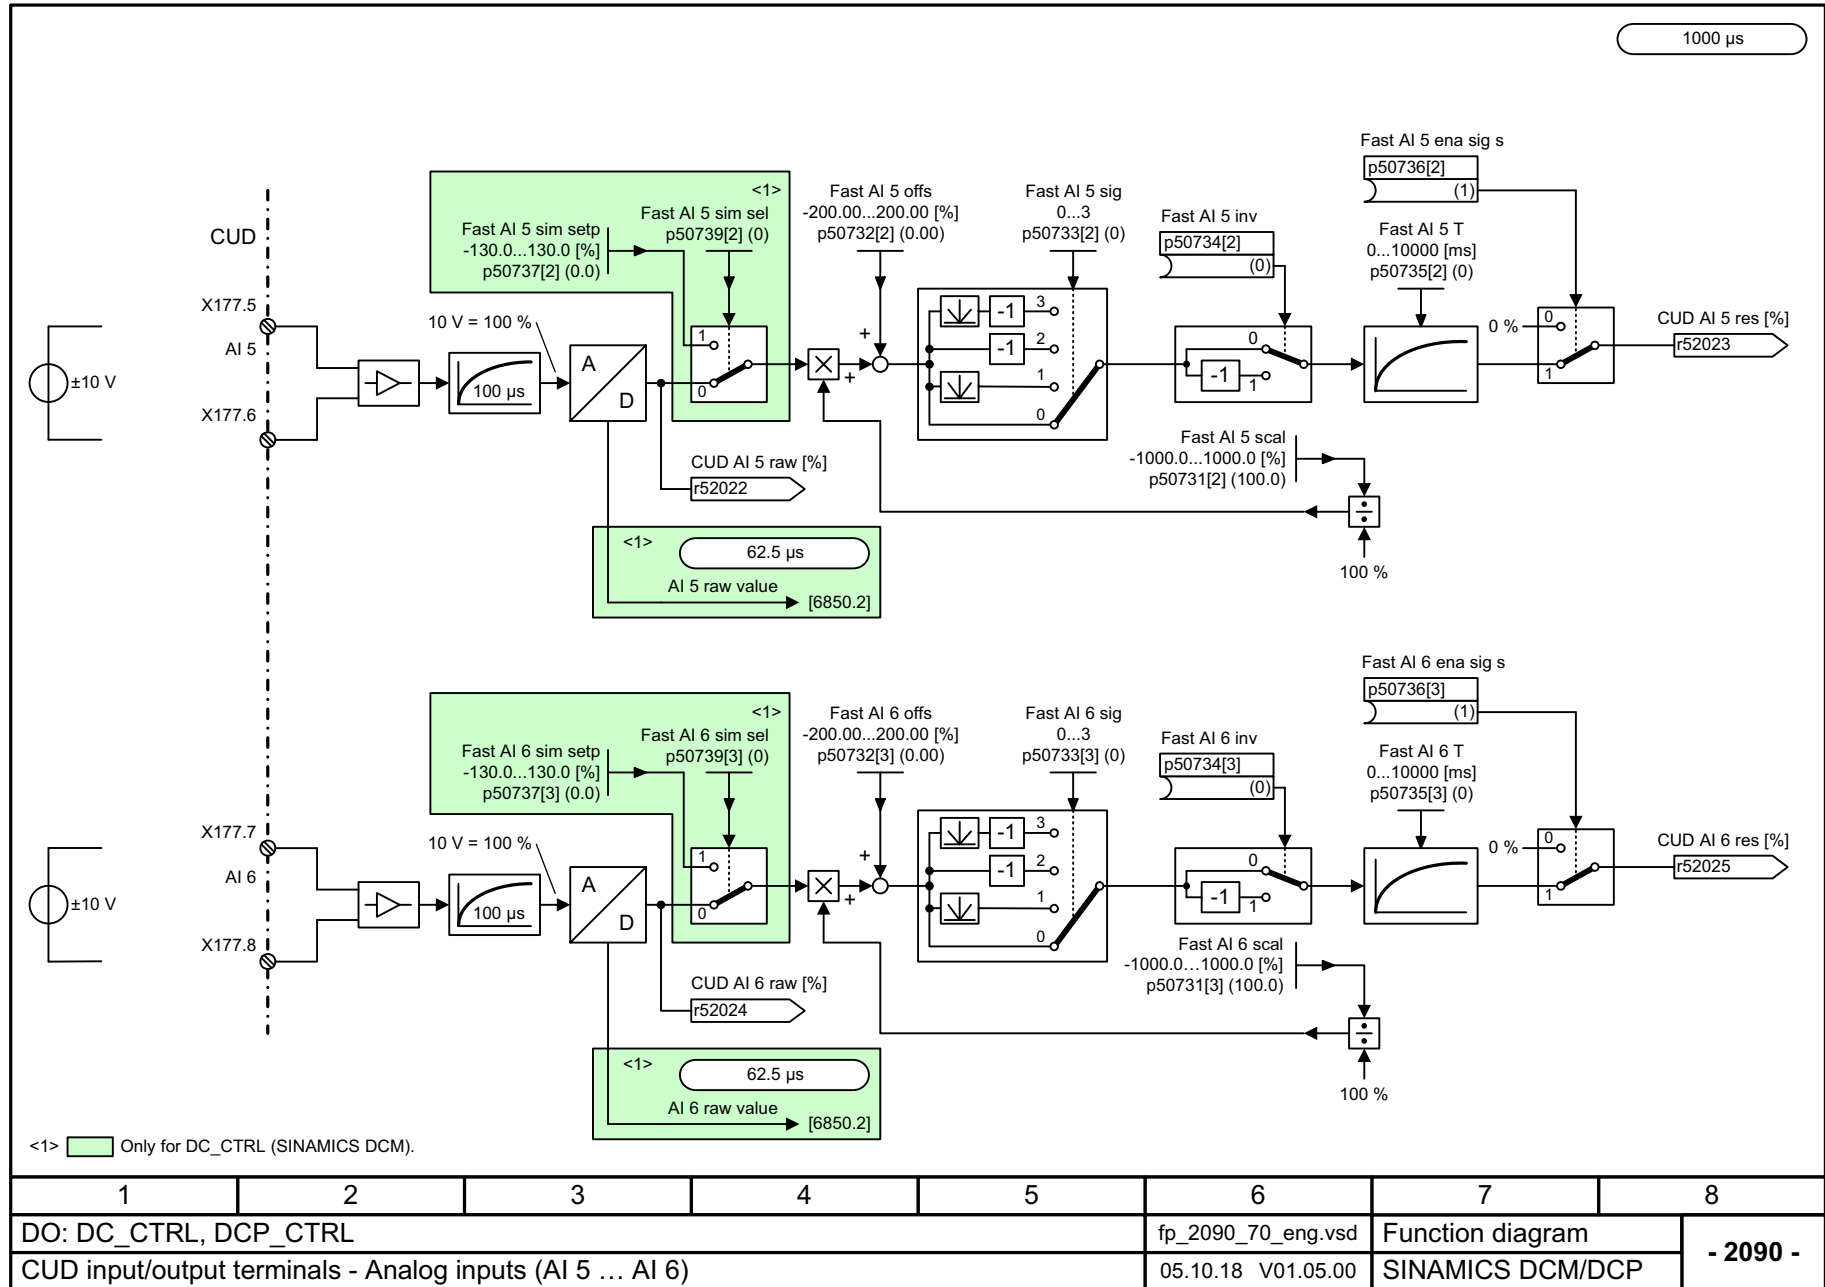 1000 µs
Fast AI 5 ena sig s
p50736[2]
(1)
<1>
Fast AI 5 sim setp
-130.0...130.0 [%]
p50737[2] (0.0)
Fast AI 5 sim sel
p50739[2] (0)
Fast AI 5 offs
-200.00...200.00 [%]
p50732[2] (0.00)
Fast AI 5 sig
0...3
p50733[2] (0)
Fast AI 5 inv
p50734[2]
(0)
Fast AI 5 T
0...10000 [ms]
p50735[2] (0)
CUD
X177.5
AI 5
X177.6
±10 V
10 V = 100 %
100 µs
A
D
1
0
×
+
+
3
-1
2
-1
1
0
0
-1
1
0 %
0
1
CUD AI 5 res [%]
r52023
CUD AI 5 raw [%]
r52022
Fast AI 5 scal
-1000.0...1000.0 [%]
p50731[2] (100.0)
÷
100 %
<1>
62.5 µs
AI 5 raw value
[6850.2]
Fast AI 6 ena sig s
p50736[3]
(1)
<1>
Fast AI 6 sim setp
-130.0...130.0 [%]
p50737[3] (0.0)
Fast AI 6 sim sel
p50739[3] (0)
Fast AI 6 offs
-200.00...200.00 [%]
p50732[3] (0.00)
Fast AI 6 sig
0...3
p50733[3] (0)
Fast AI 6 inv
p50734[3]
(0)
Fast AI 6 T
0...10000 [ms]
p50735[3] (0)
X177.7
AI 6
X177.8
±10 V
10 V = 100 %
100 µs
A
D
1
0
×
+
+
3
-1
2
-1
1
0
0
-1
1
0 %
0
1
CUD AI 6 res [%]
r52025
CUD AI 6 raw [%]
r52024
Fast AI 6 scal
-1000.0...1000.0 [%]
p50731[3] (100.0)
÷
100 %
<1>
62.5 µs
AI 6 raw value
[6850.2]
<1> Only for DC_CTRL (SINAMICS DCM).
1 2 3 4 5 6 7 8
DO: DC_CTRL, DCP_CTRL
fp_2090_70_eng.vsd
Function diagram
- 2090 -
CUD input/output terminals - Analog inputs (AI 5 … AI 6)
05.10.18 V01.05.00
SINAMICS DCM/DCP